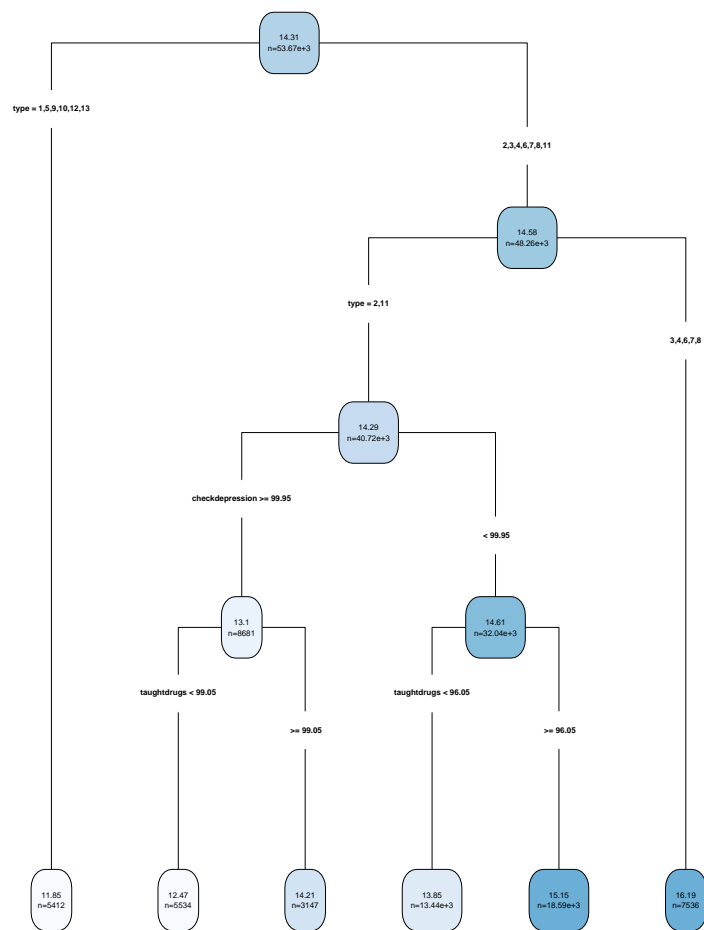 14.31
n=53.67e+3
type = 1,5,9,10,12,13
2,3,4,6,7,8,11
14.58
n=48.26e+3
type = 2,11
3,4,6,7,8
14.29
n=40.72e+3
checkdepression >= 99.95
< 99.95
13.1
n=8681
14.61
n=32.04e+3
taughtdrugs < 99.05
taughtdrugs < 96.05
>= 99.05
>= 96.05
11.85
n=5412
12.47
n=5534
14.21
n=3147
13.85
n=13.44e+3
15.15
n=18.59e+3
16.19
n=7536